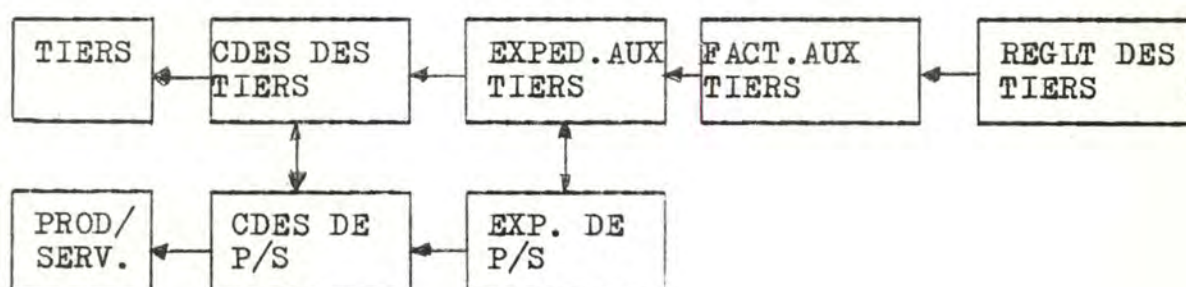 TIERS
CDES DES
TIERS
EXPED.AUX
TIERS
FACT.AUX
TIERS
REGLT DES
TIERS
PROD/
SERV.
CDES DE
P/S
EXP. DE
P/S